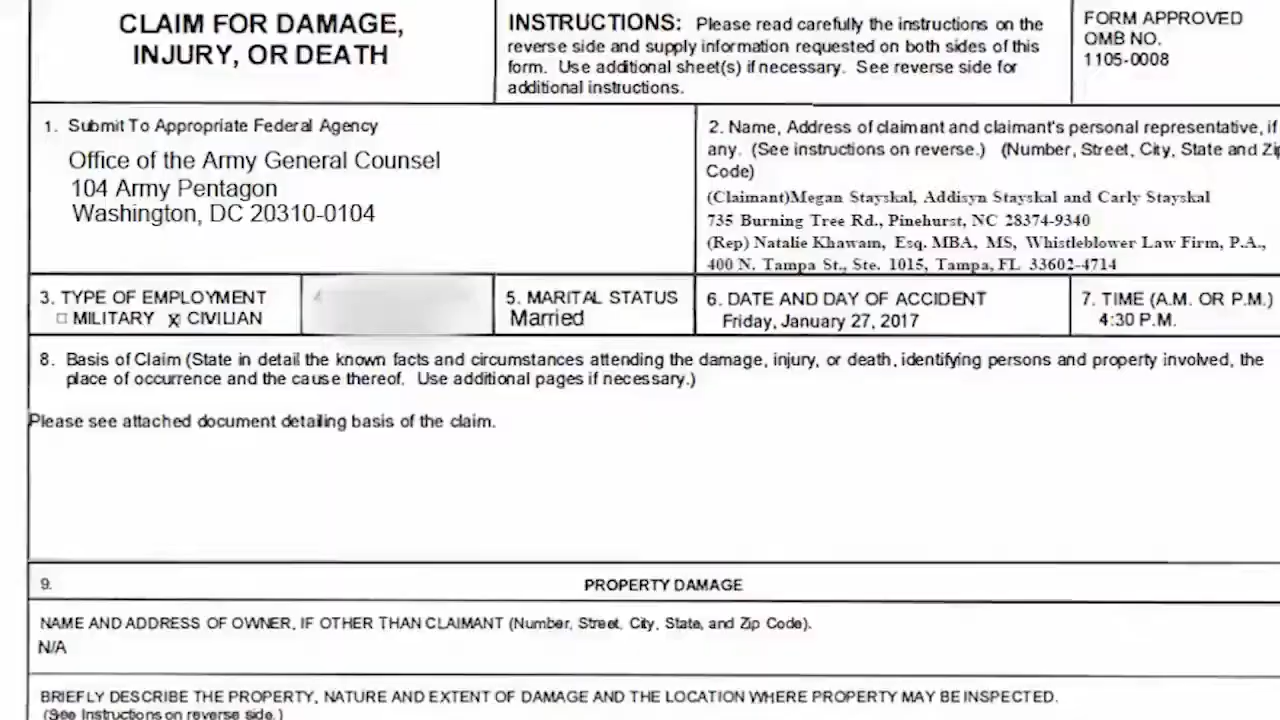 CLAIM FOR DAMAGE,
INJURY, OR DEATH
INSTRUCTIONS: Please read carefully the instructions on the
reverse side and supply information requested on both sides of this
form. Use additional sheet(s) if necessary. See reverse side for
additional instructions.
FORM APPROVED
OMB NO.
1105-0008
1. Submit To Appropriate Federal Agency
Office of the Army General Counsel
104 Army Pentagon
Washington, DC 20310-0104
2. Name, Address of claimant and claimant's personal representative, if
any. (See instructions on reverse.) (Number, Street, City, State and Zip
Code)
(Claimant)Megan Stayskal, Addisyn Stayskal and Carly Stayskal
735 Burning Tree Rd., Pinehurst, NC 28374-9340
(Rep) Natalie Khawam, Esq. MBA, MS, Whistleblower Law Firm, P.A.,
400 N. Tampa St., Ste. 1015, Tampa, FL 33602-4714
3. TYPE OF EMPLOYMENT
MILITARY X CIVILIAN
5. MARITAL STATUS
Married
6. DATE AND DAY OF ACCIDENT
Friday, January 27, 2017
7. TIME (A.M. OR P.M.)
4:30 P.M.
8. Basis of Claim (State in detail the known facts and circumstances attending the damage, injury, or death, identifying persons and property involved, the
place of occurrence and the cause thereof. Use additional pages if necessary.)
Please see attached document detailing basis of the claim.
9. PROPERTY DAMAGE
NAME AND ADDRESS OF OWNER, IF OTHER THAN CLAIMANT (Number, Street, City, State, and Zip Code).
N/A
BRIEFLY DESCRIBE THE PROPERTY, NATURE AND EXTENT OF DAMAGE AND THE LOCATION WHERE PROPERTY MAY BE INSPECTED.
(See Instructions on reverse side.)